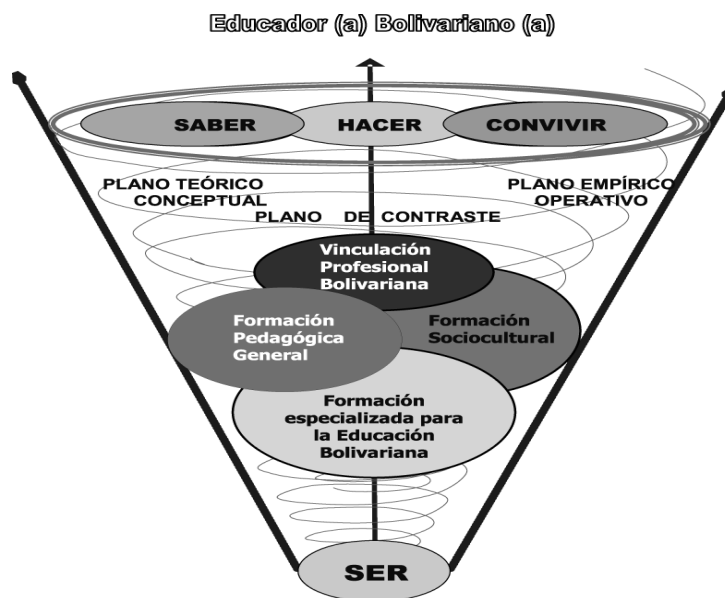 Educador (a) Bolivariano (a)
SABER
HACER
CONVIVIR
PLANO TEÓRICO
CONCEPTUAL
PLANO EMPÍRICO
OPERATIVO
PLANO DE CONTRASTE
Vinculación
Profesional
Bolivariana
Formación
Pedagógica
General
Formación
Sociocultural
Formación
especializada para
la Educación
Bolivariana
SER